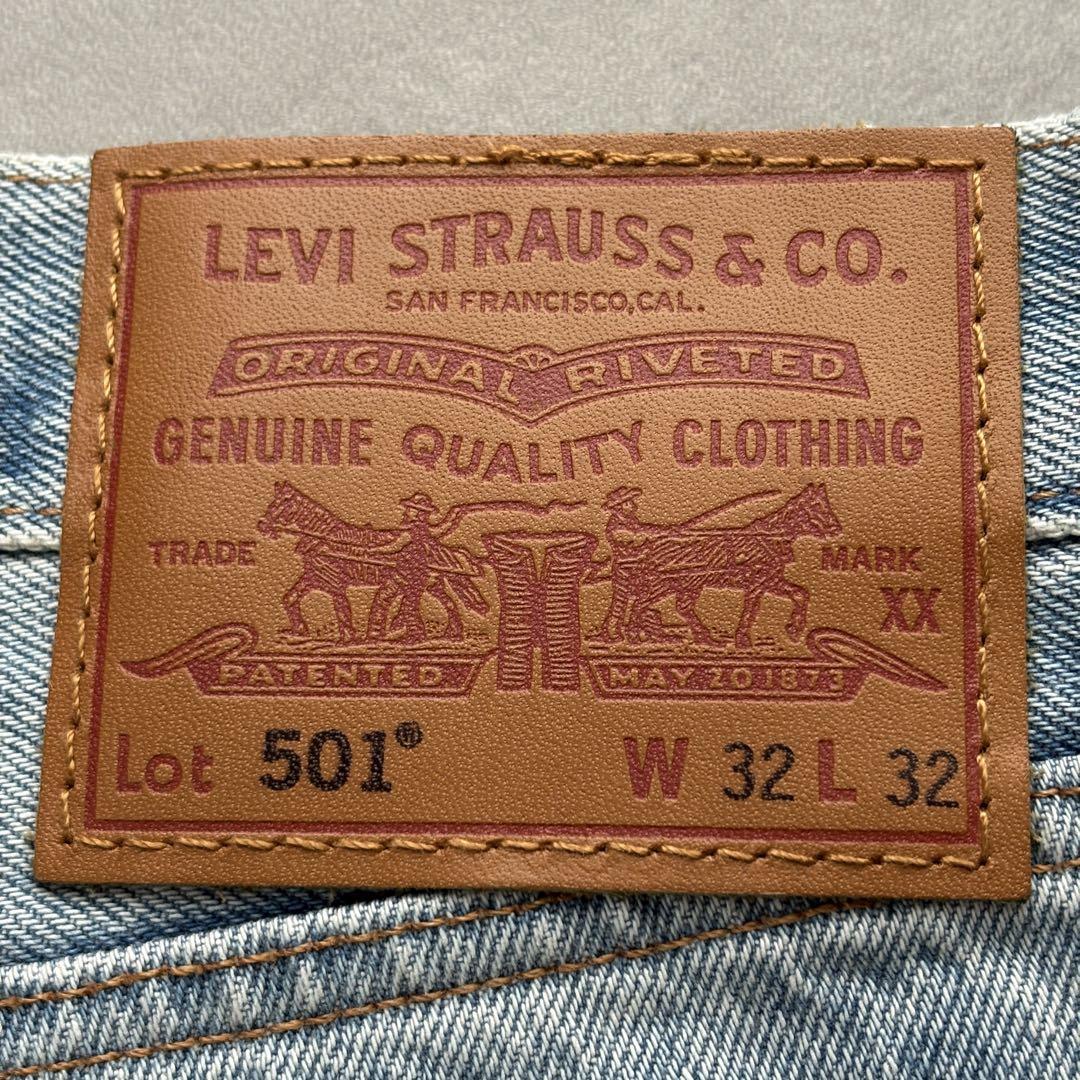 LEVI STRAUSS & CO.
SAN FRANCISCO, CAL.
ORIGINAL RIVETED
GENUINE QUALITY CLOTHING
TRADE MARK
XX
PATENTED MAY 20 1873
Lot 501® W 32 L 32